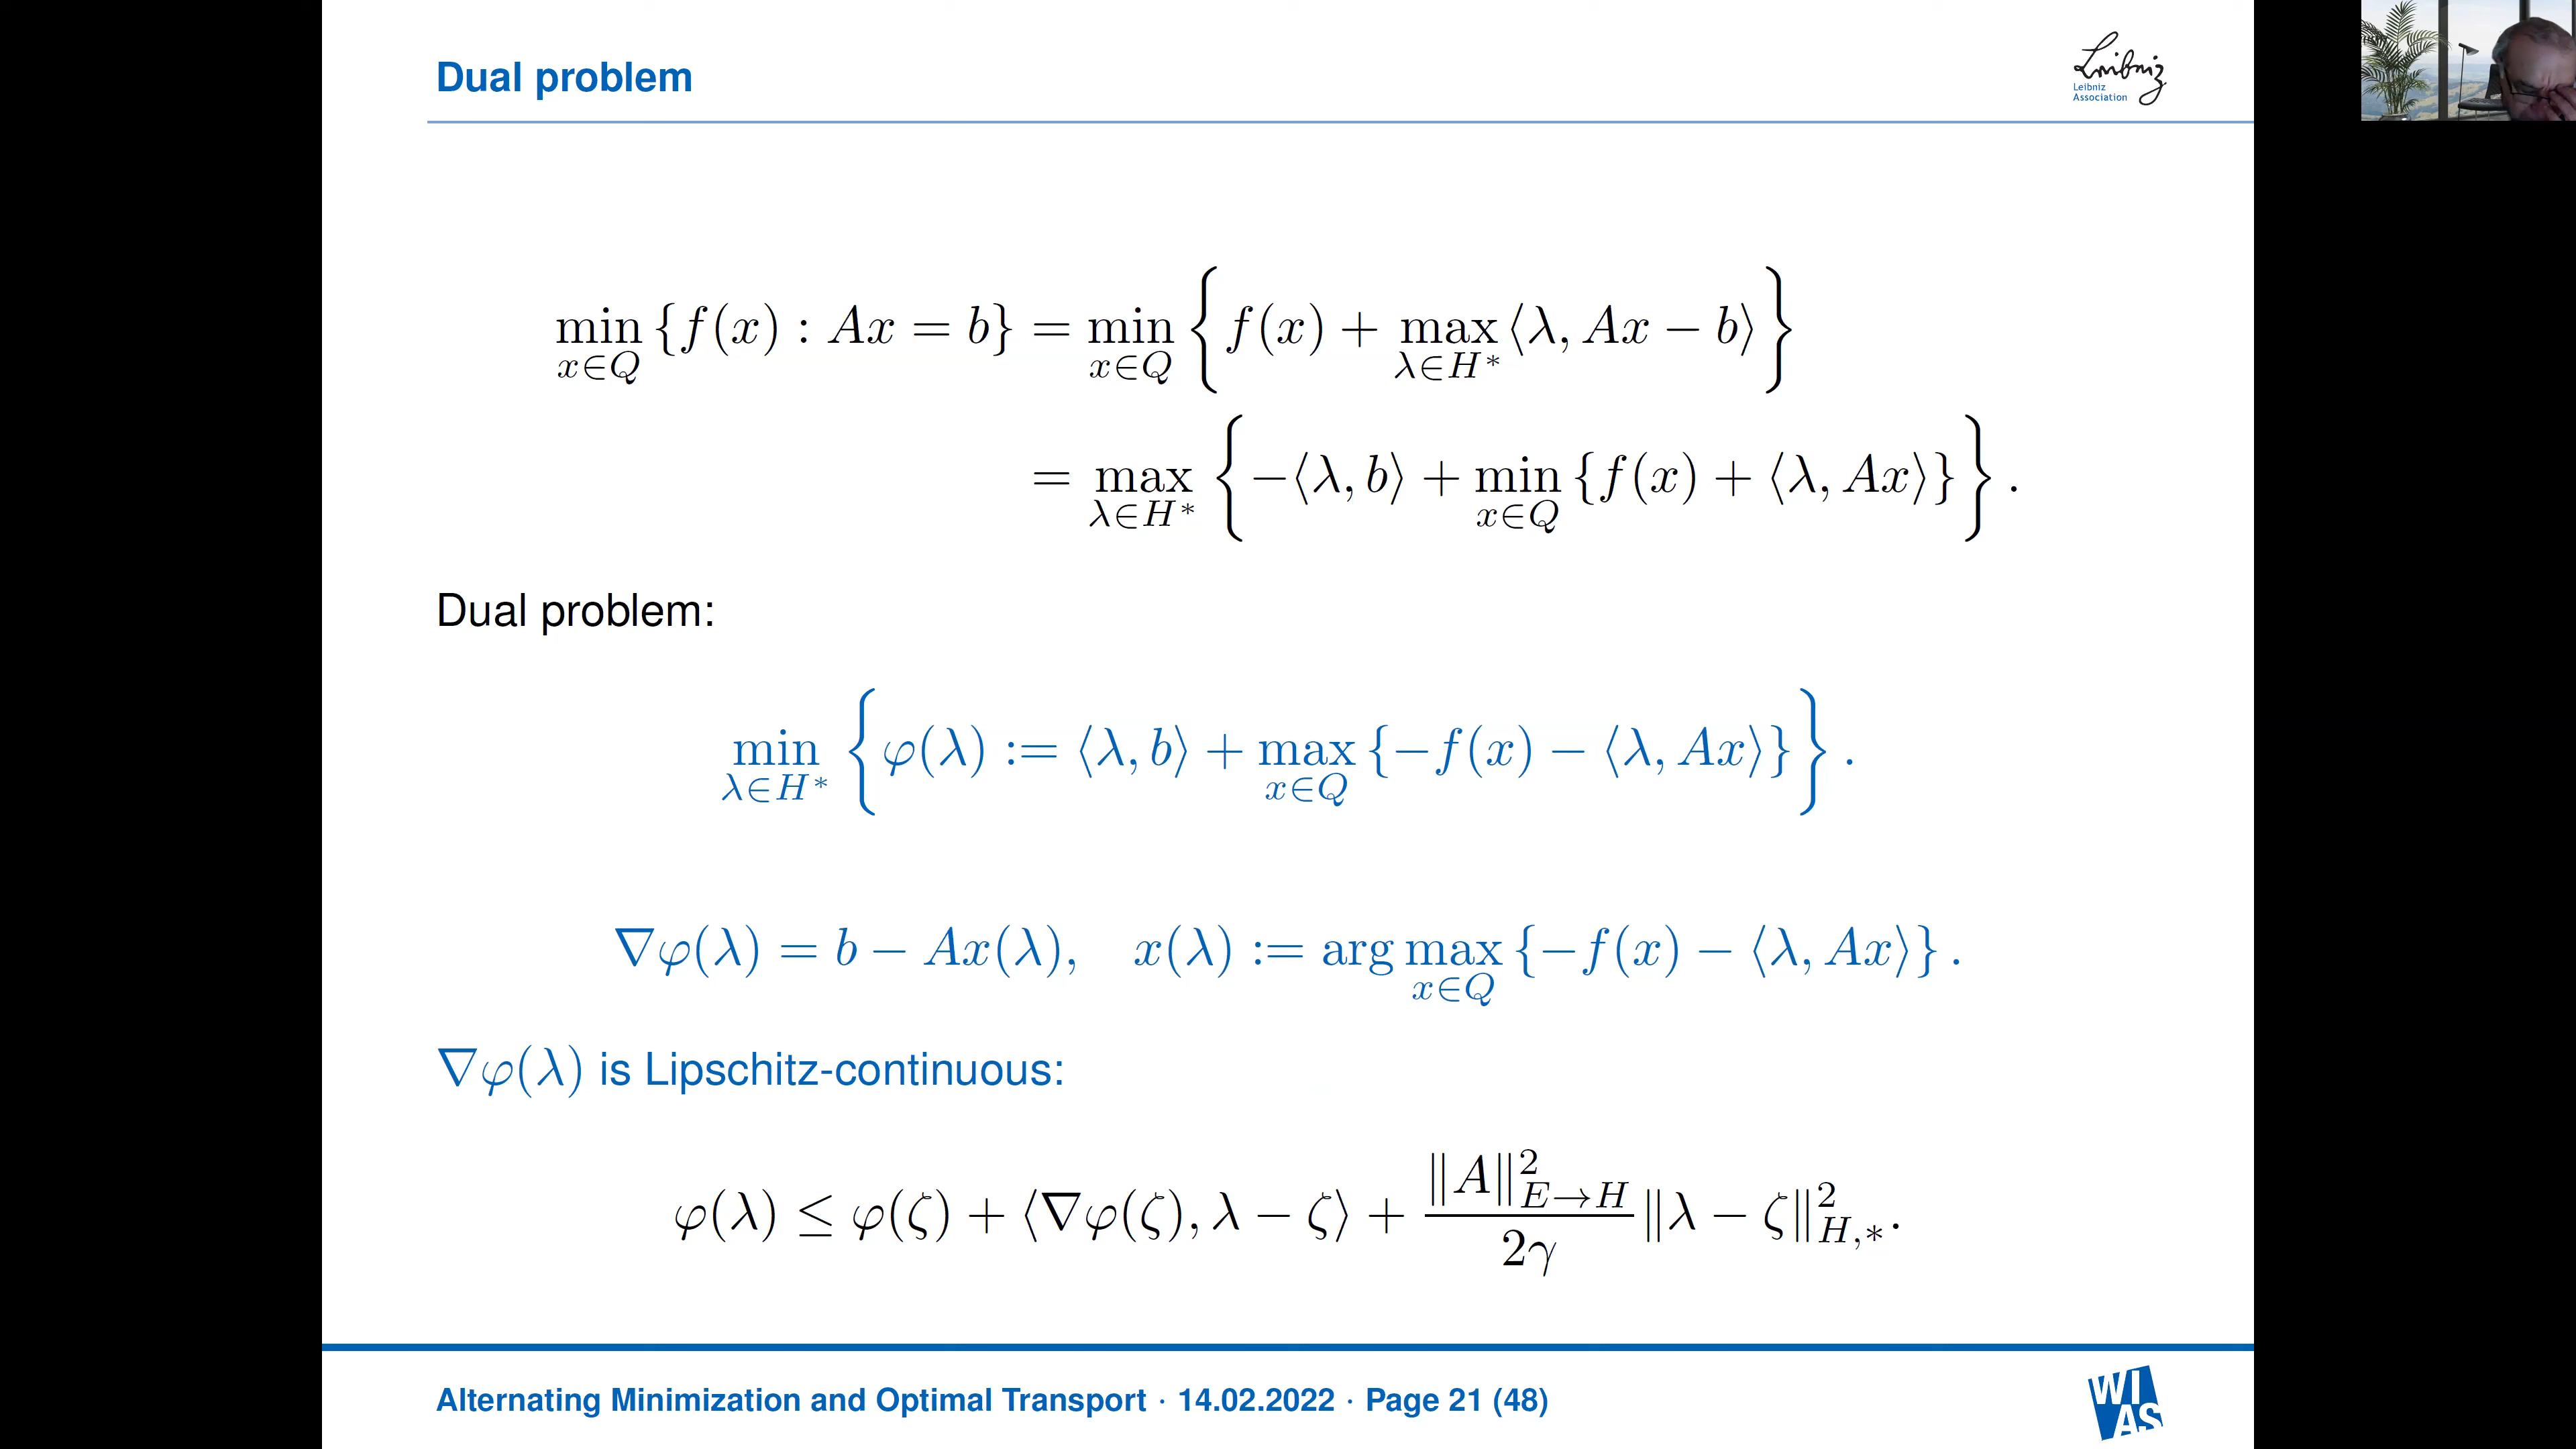 Dual problem
Leibniz
Leibniz
Association
min_{x∈Q} {f(x) : Ax = b} = min_{x∈Q} {f(x) + max_{λ∈H*} ⟨λ, Ax − b⟩}
= max_{λ∈H*} {−⟨λ, b⟩ + min_{x∈Q} {f(x) + ⟨λ, Ax⟩}} .
Dual problem:
min_{λ∈H*} {φ(λ) := ⟨λ, b⟩ + max_{x∈Q} {−f(x) − ⟨λ, Ax⟩}} .
∇φ(λ) = b − Ax(λ), x(λ) := arg max_{x∈Q} {−f(x) − ⟨λ, Ax⟩} .
∇φ(λ) is Lipschitz-continuous:
φ(λ) ≤ φ(ζ) + ⟨∇φ(ζ), λ − ζ⟩ + \frac{‖A‖²_{E→H}}{2γ} ‖λ − ζ‖²_{H,*}.
Alternating Minimization and Optimal Transport · 14.02.2022 · Page 21 (48)
WI
AS